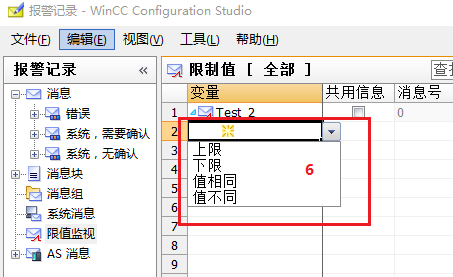 报警记录 - WinCC Configuration Studio
文件(F) 编辑(E) 视图(V) 工具(L) 帮助(H)
报警记录 «
限制值 [ 全部 ] 查找
变量 共用信息 消息号
消息
错误
系统，需要确认
系统，无确认
消息块
消息组
系统消息
限值监视
AS 消息
1 Test_2 0
2
3 上限
4 下限
5 值相同
6 值不同
7
8
9
6